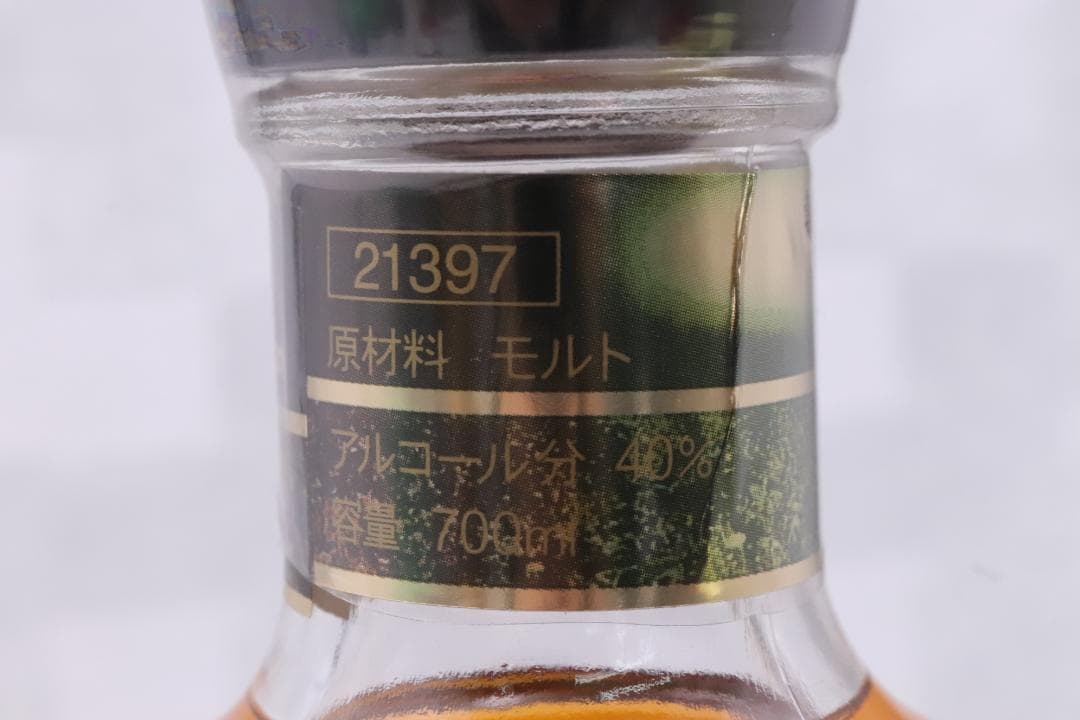 21397
原材料 モルト
アルコール分 40%
容量 700ml